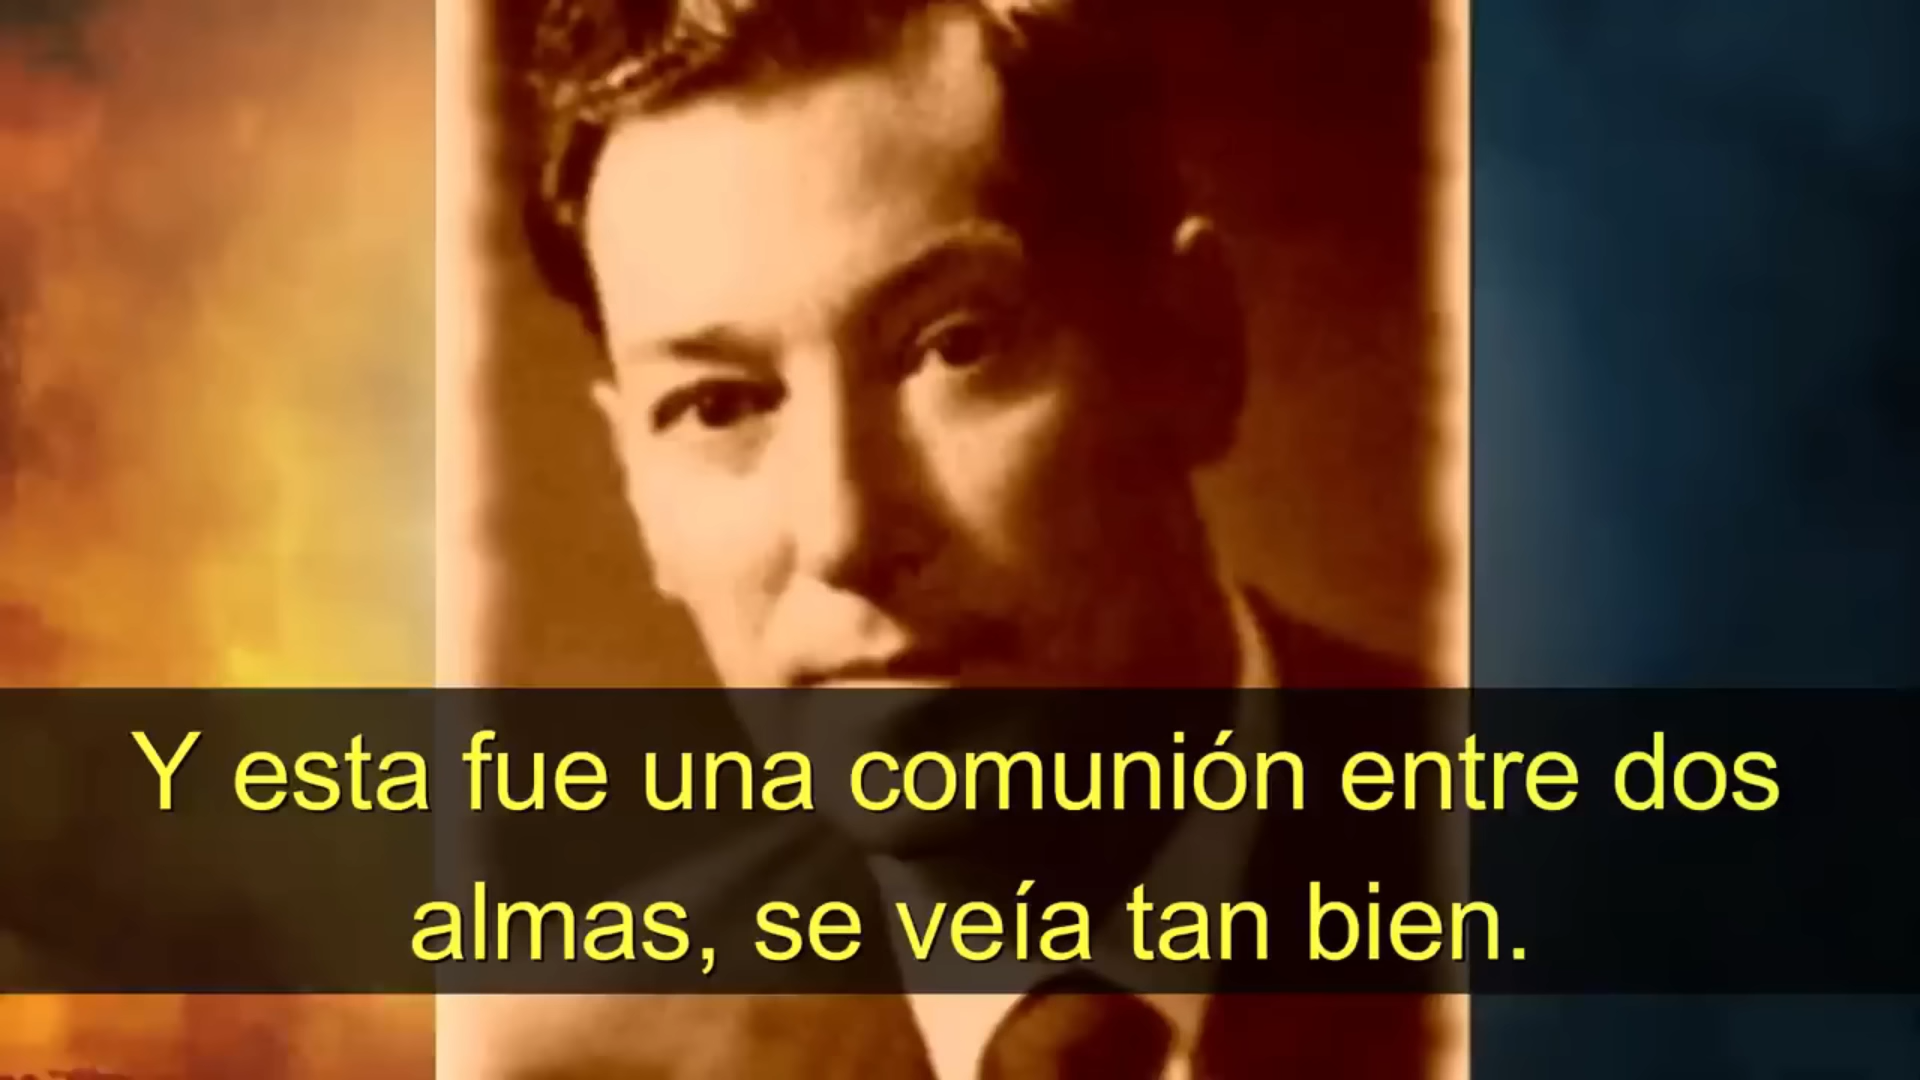 Y esta fue una comunión entre dos
almas, se veía tan bien.